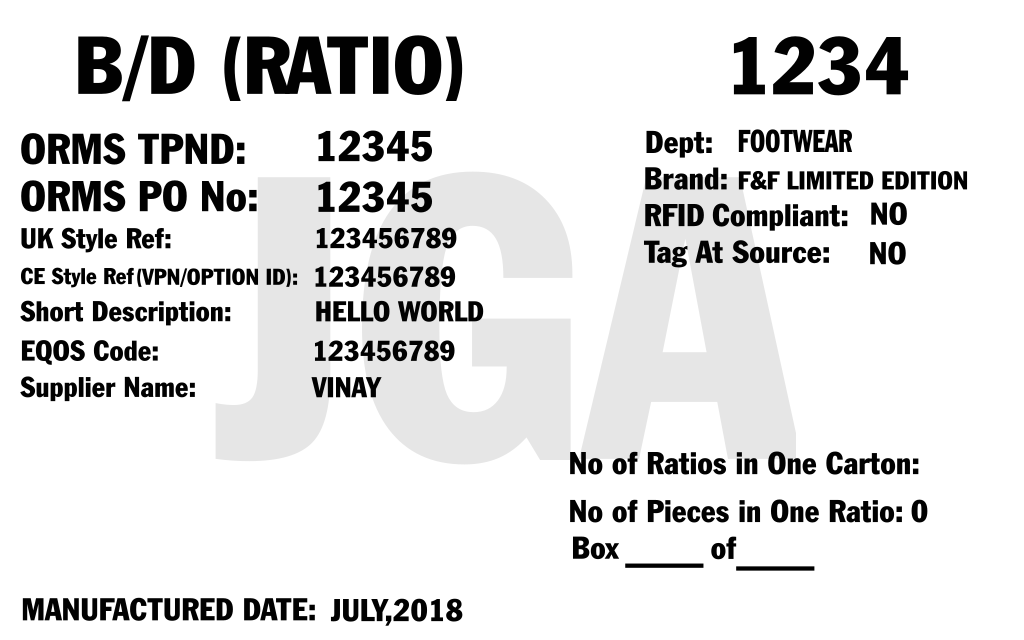 B/D (RATIO) 1234
ORMS TPND: 12345
ORMS PO No: 12345
UK Style Ref: 123456789
CE Style Ref(VPN/OPTION ID): 123456789
Short Description: HELLO WORLD
EQOS Code: 123456789
Supplier Name: VINAY
Dept: FOOTWEAR
Brand: F&F LIMITED EDITION
RFID Compliant: NO
Tag At Source: NO
JGA
No of Ratios in One Carton:
No of Pieces in One Ratio: 0
Box _____ of_____
MANUFACTURED DATE: JULY,2018